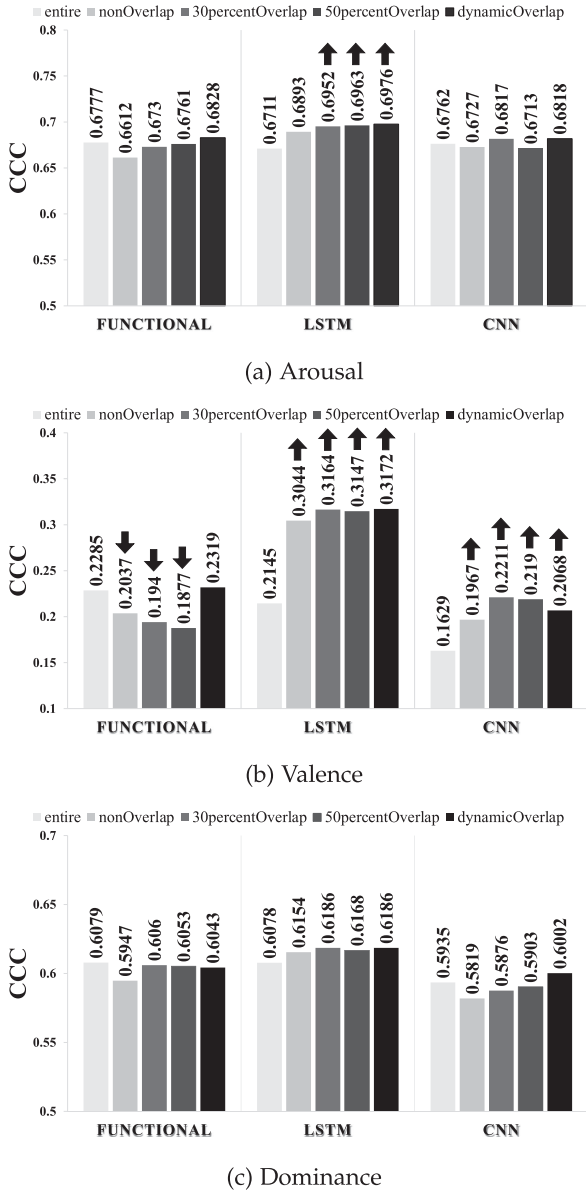 entire nonOverlap 30percentOverlap 50percentOverlap dynamicOverlap
0.8
0.75
0.7
0.65
0.6
0.55
0.5
CCC
0.6777 0.6612 0.673 0.6761 0.6828
0.6711 0.6893 0.6952 0.6963 0.6976
0.6762 0.6727 0.6817 0.6713 0.6818
FUNCTIONAL LSTM CNN
(a) Arousal
entire nonOverlap 30percentOverlap 50percentOverlap dynamicOverlap
0.4
0.35
0.3
0.25
0.2
0.15
0.1
CCC
0.2285 0.2037 0.194 0.1877 0.2319
0.2145 0.3044 0.3164 0.3147 0.3172
0.1629 0.1967 0.2211 0.219 0.2068
FUNCTIONAL LSTM CNN
(b) Valence
entire nonOverlap 30percentOverlap 50percentOverlap dynamicOverlap
0.7
0.65
0.6
0.55
0.5
CCC
0.6079 0.5947 0.606 0.6053 0.6043
0.6078 0.6154 0.6186 0.6168 0.6186
0.5935 0.5819 0.5876 0.5903 0.6002
FUNCTIONAL LSTM CNN
(c) Dominance